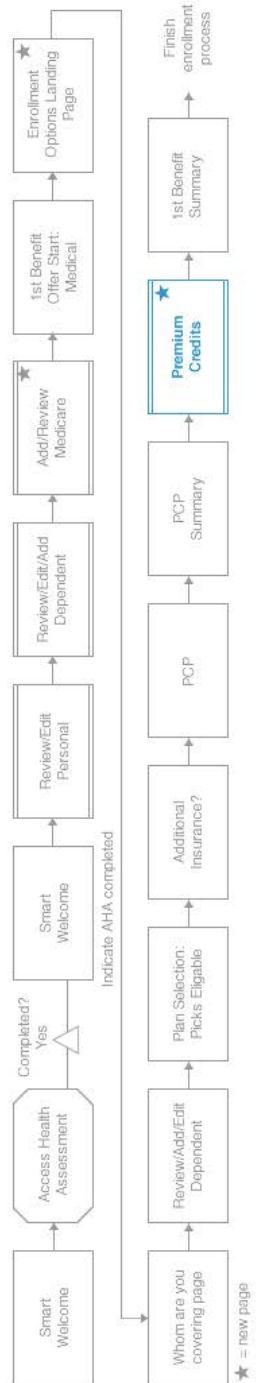 Smart
Welcome
Access Health
Assessment
Completed?
Yes
Smart
Welcome
Indicate AHA completed
Review/Edit
Personal
Review/Edit/Add
Dependent
Add/Review
Medicare
1st Benefit
Offer Start:
Medical
Enrollment
Options Landing
Page
Whom are you
covering page
Review/Add/Edit
Dependent
Plan Selection:
Picks Eligable
Additional
Insurance?
PCP
PCP
Summary
Premium
Credits
1st Benefit
Summary
Finish
enrollment
process
★ = new page